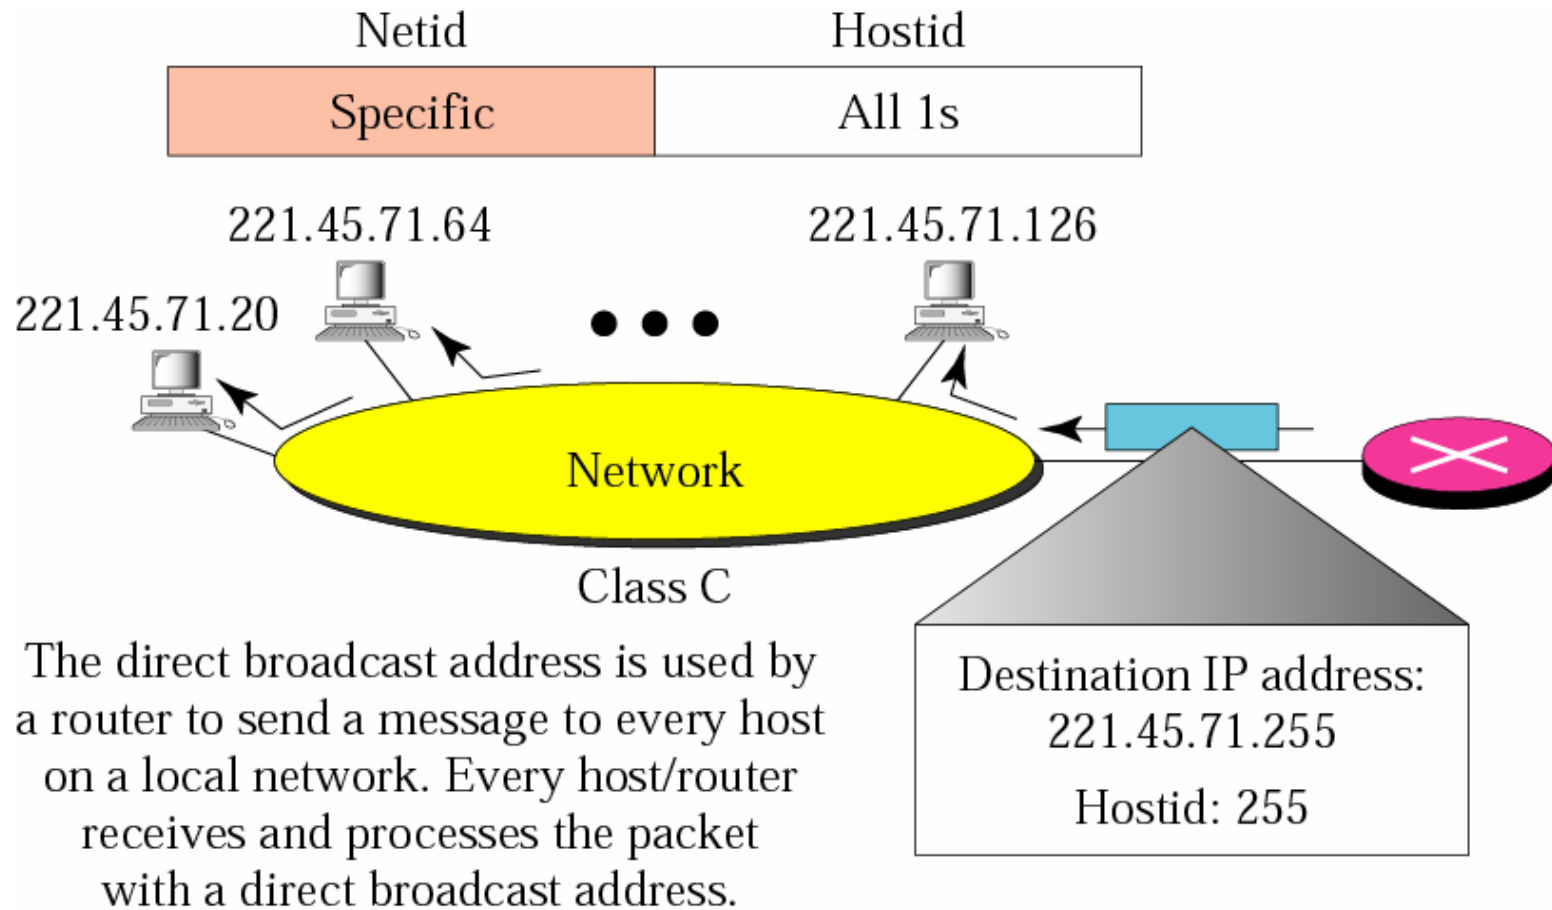 Netid
Hostid
Specific
All 1s
221.45.71.64
221.45.71.126
221.45.71.20
Network
Class C
The direct broadcast address is used by
a router to send a message to every host
on a local network. Every host/router
receives and processes the packet
with a direct broadcast address.
Destination IP address:
221.45.71.255
Hostid: 255